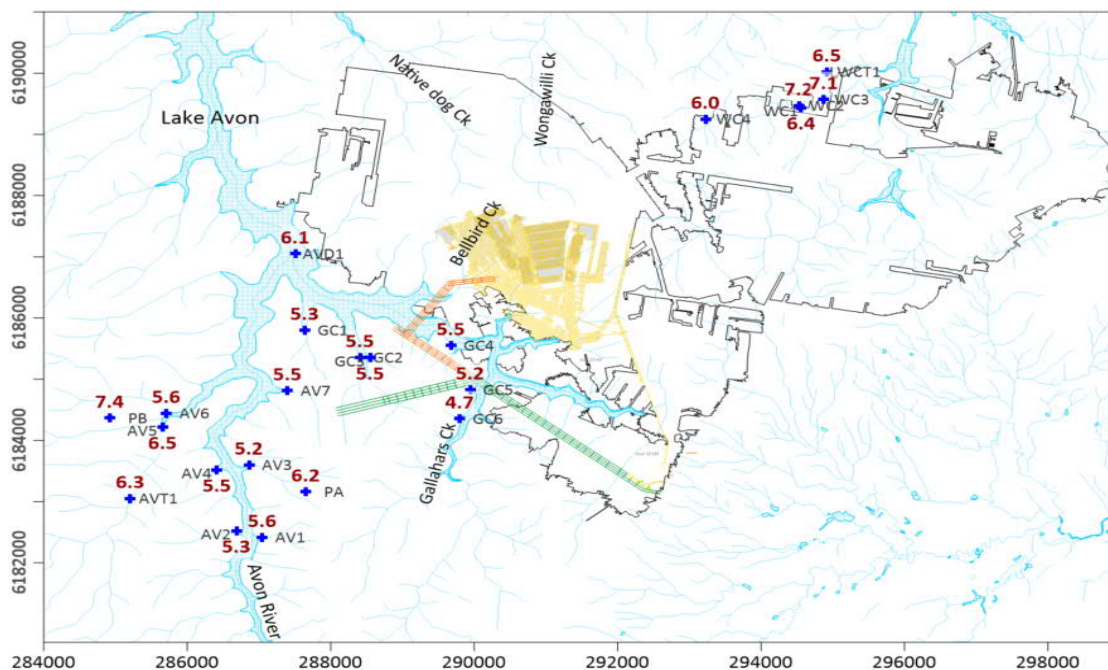 6190000
6188000
6186000
6184000
6182000
284000
286000
288000
290000
292000
294000
296000
298000
Lake Avon
Native dog Ck
Wongawilli Ck
Bellbird Ck
Gallahars Ck
Avon River
6.5
WCT1
7.2
7.1
WC3
WC1
WC2
6.4
6.0
WC4
6.1
AVD1
5.3
GC1
5.5
GC3
GC2
5.5
5.5
GC4
5.2
GC5
4.7
GC6
5.5
AV7
5.6
AV6
7.4
PB
AV5
6.5
5.2
AV3
AV4
5.5
6.2
PA
6.3
AVT1
5.6
AV2
AV1
5.3